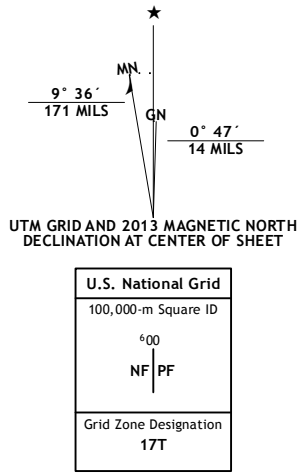 ★
MN
9° 36´
171 MILS
GN
0° 47´
14 MILS
UTM GRID AND 2013 MAGNETIC NORTH
DECLINATION AT CENTER OF SHEET
U.S. National Grid
100,000-m Square ID
⁶00
NF PF
Grid Zone Designation
17T